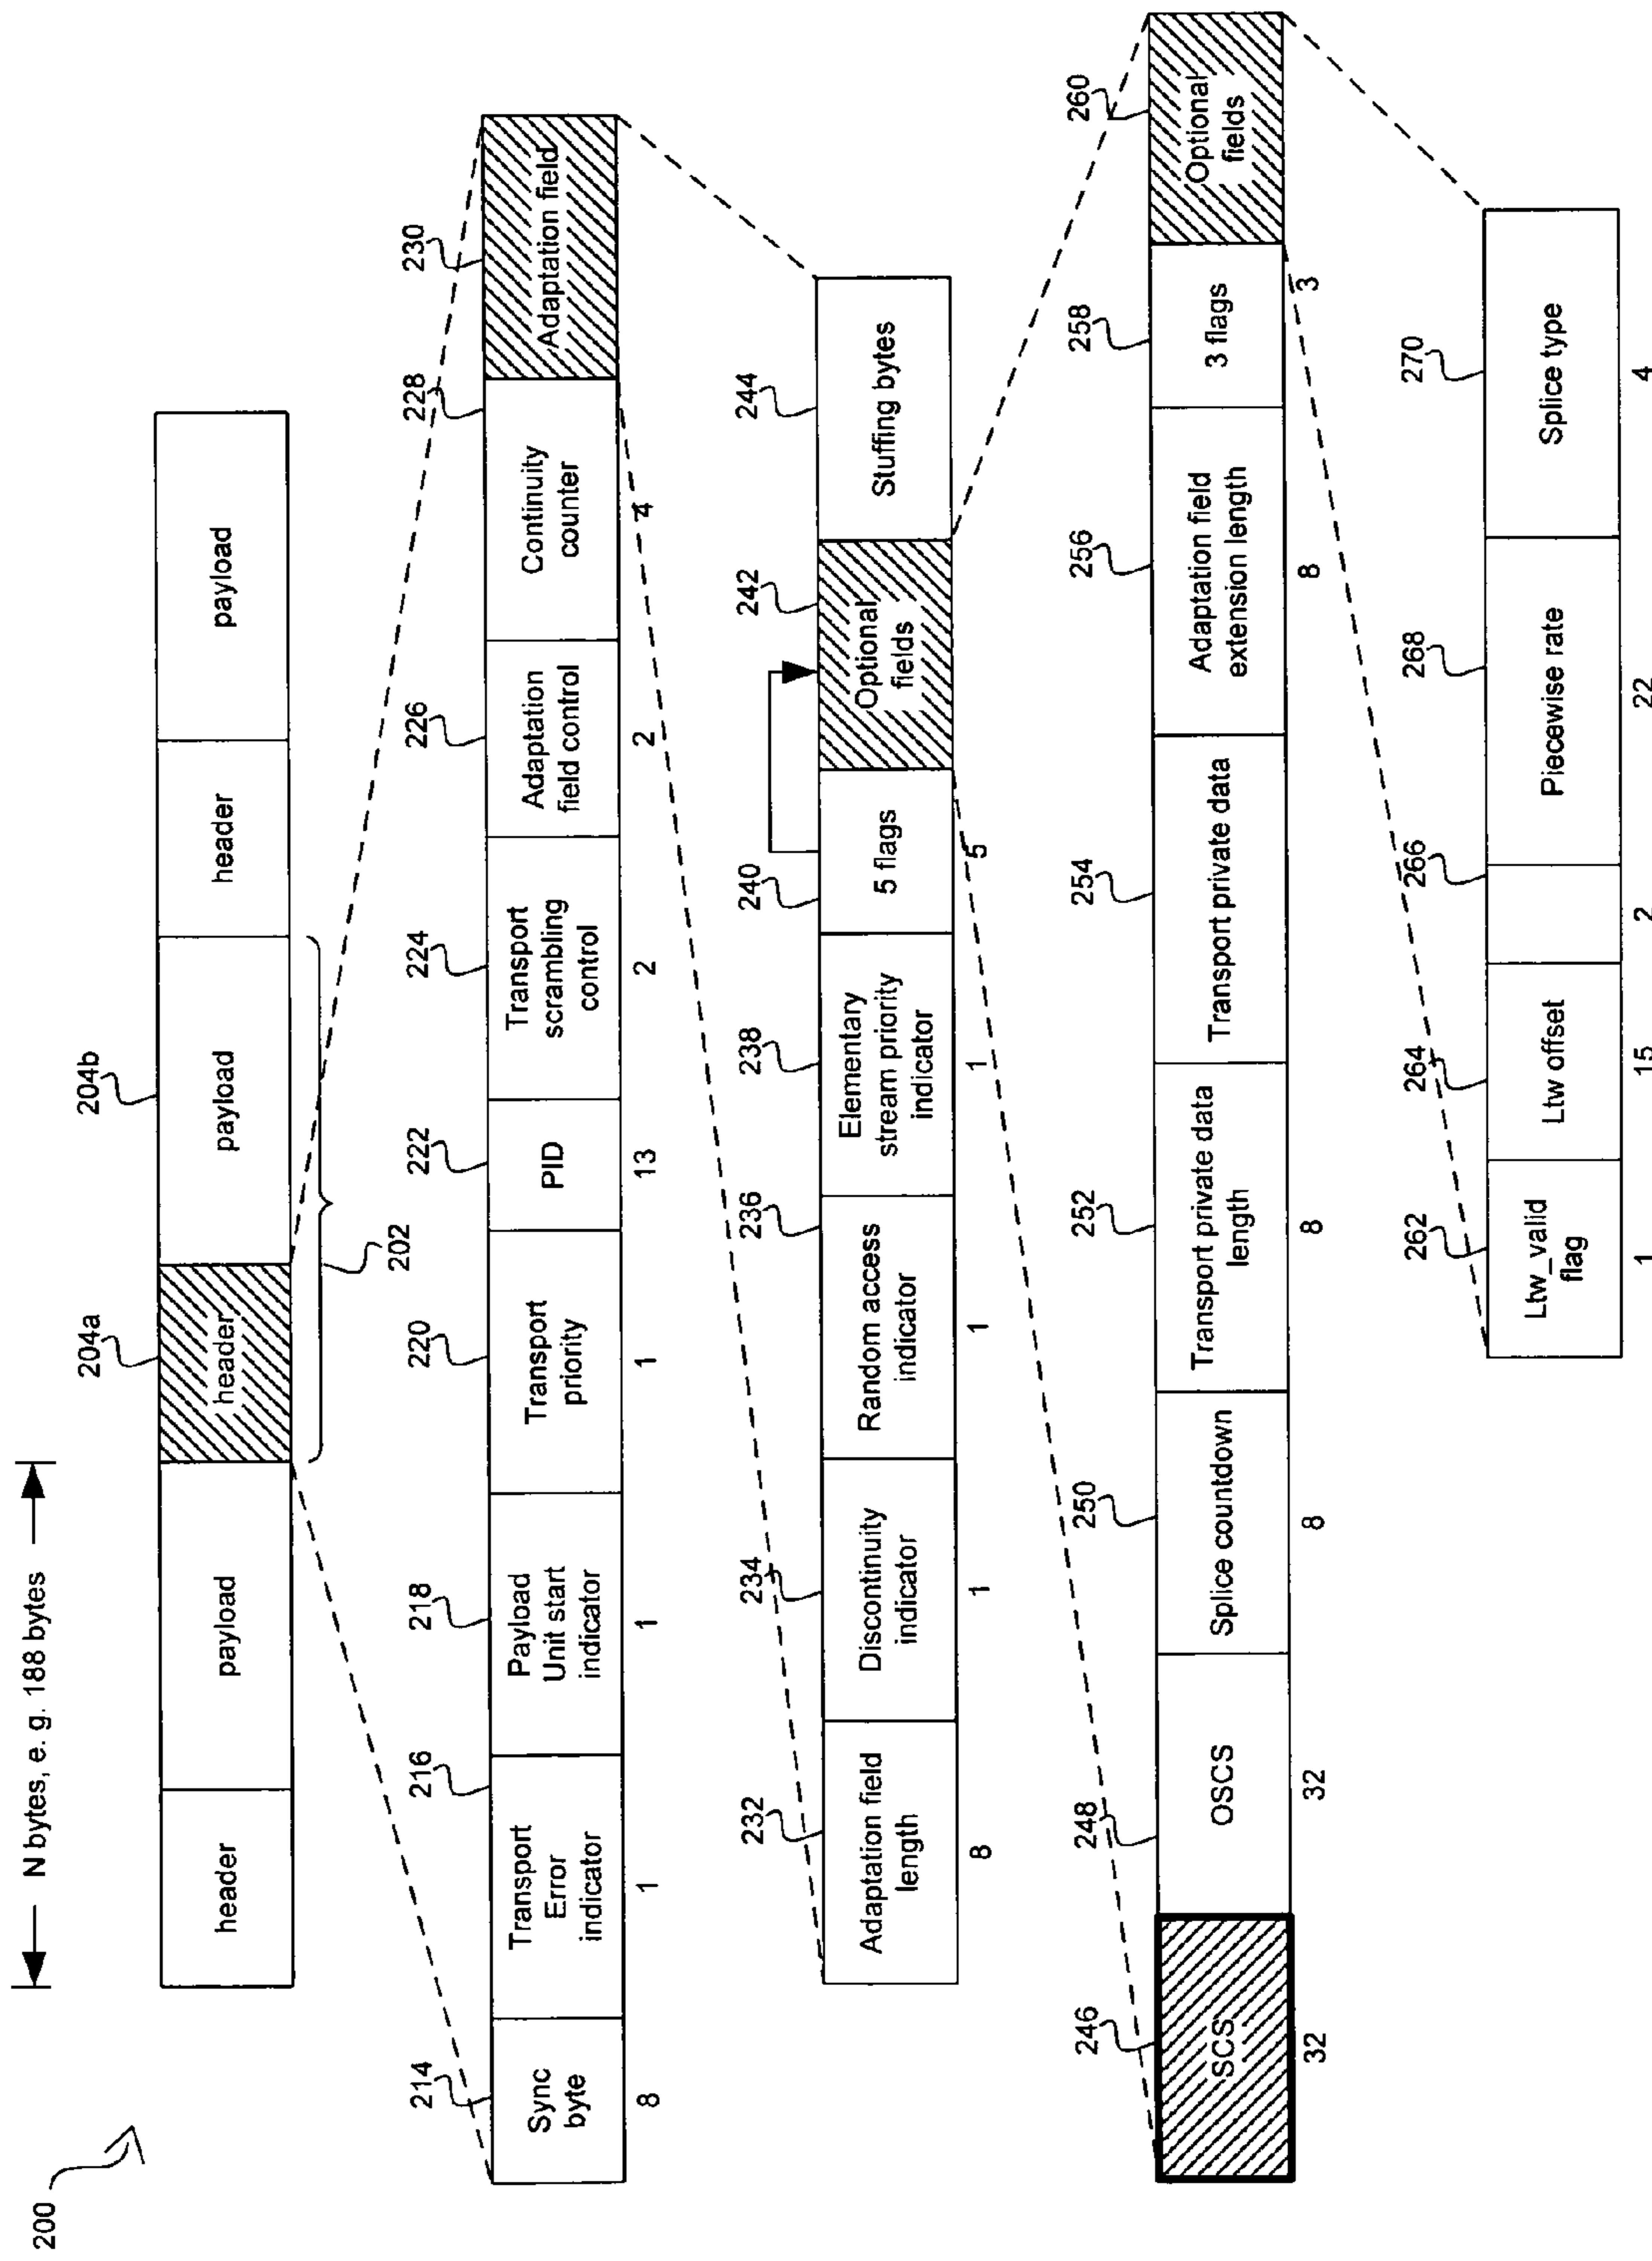 200
N bytes, e. g. 188 bytes
204a
204b
header
payload
header
payload
header
payload
202
214
216
218
220
222
224
226
228
230
Sync
byte
Transport
Error
indicator
Payload
Unit start
indicator
Transport
priority
PID
Transport
scrambling
control
Adaptation
field control
Continuity
counter
Adaptation field
8
1
1
1
13
2
2
4
232
234
236
238
240
242
244
Adaptation field
length
Discontinuity
indicator
Random access
indicator
Elementary
stream priority
indicator
5 flags
Optional
fields
Stuffing bytes
8
1
1
1
5
246
248
250
252
254
256
258
260
SCS
OSCS
Splice countdown
Transport private data
length
Transport private data
Adaptation field
extension length
3 flags
Optional
fields
32
32
8
8
8
3
262
264
266
268
270
Ltw_valid
flag
Ltw offset
Piecewise rate
Splice type
1
15
2
22
4